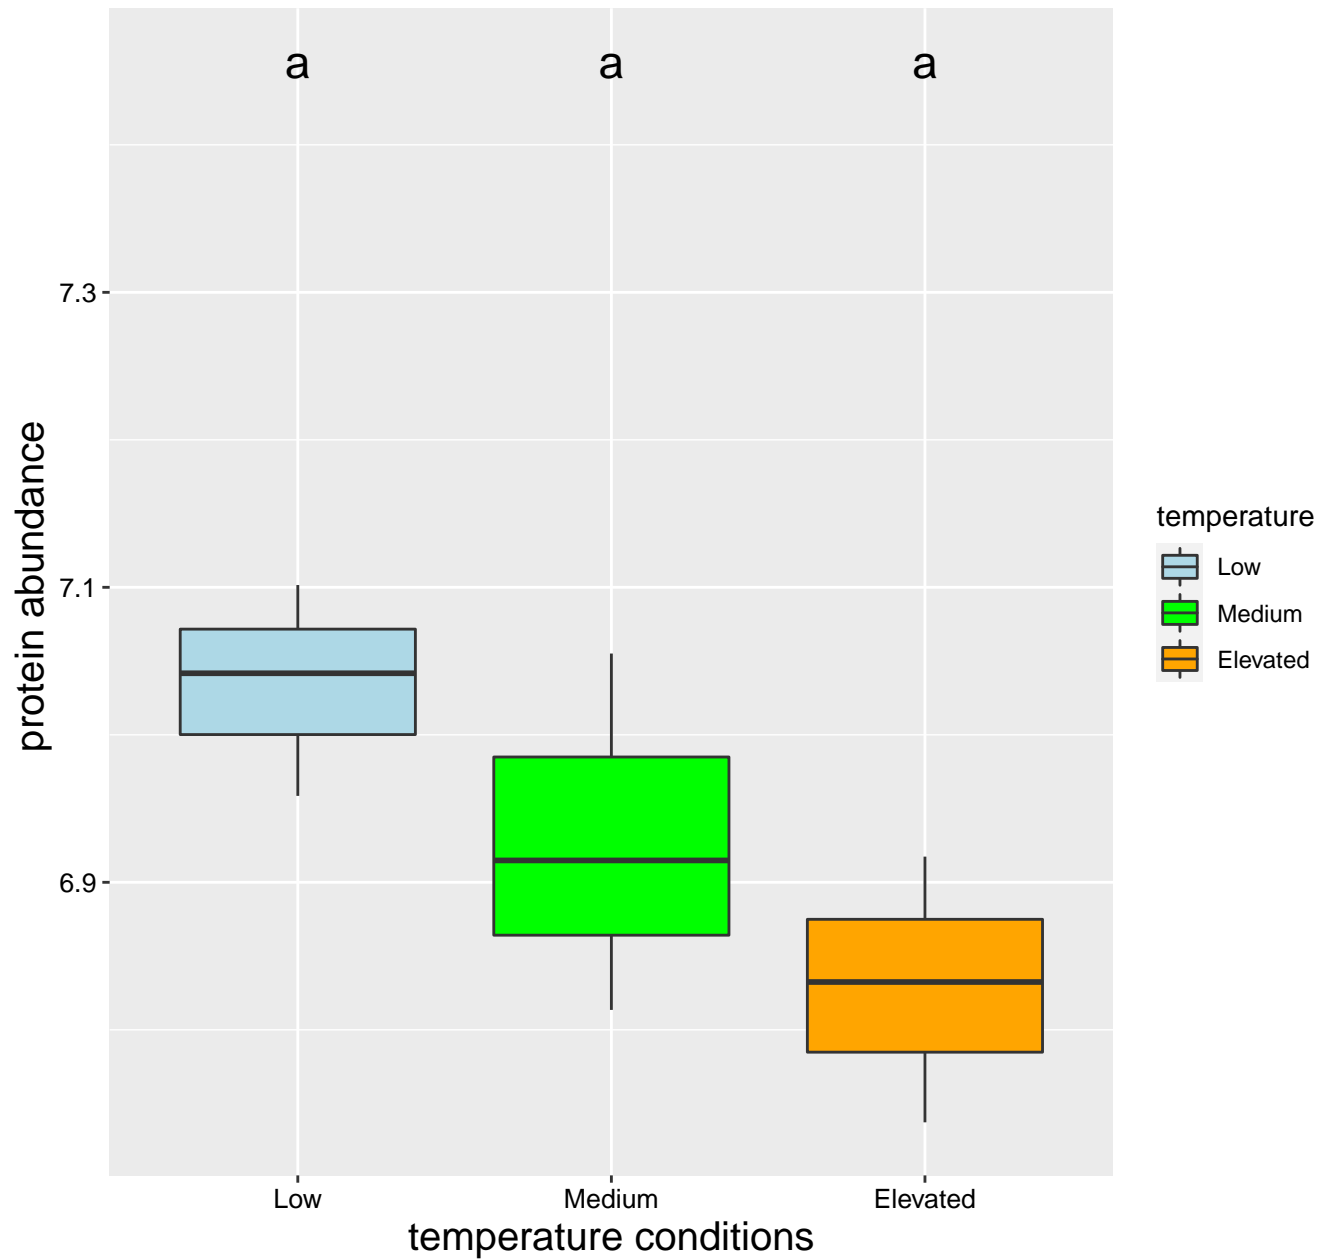 a a a
7.3
7.1
6.9
protein abundance
Low Medium Elevated
temperature conditions
temperature
Low
Medium
Elevated